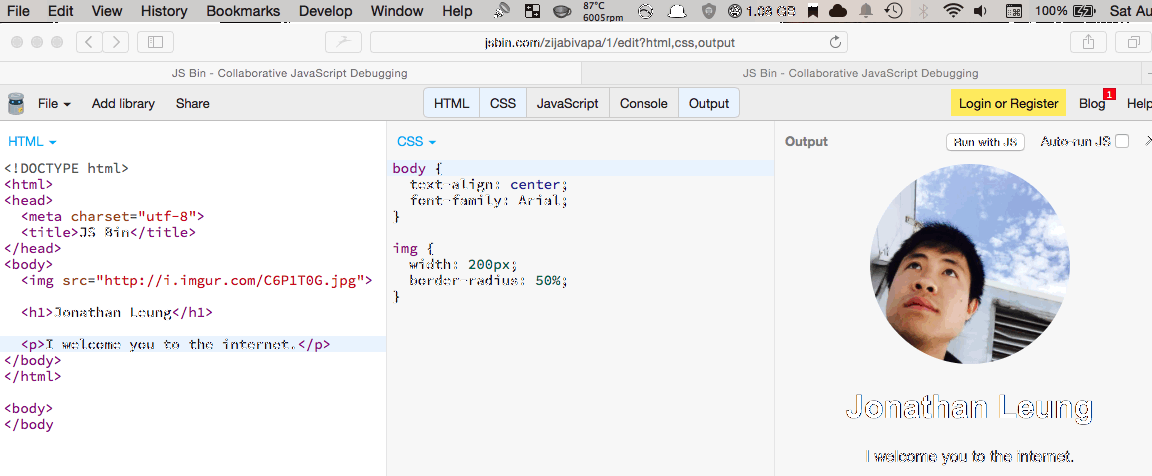 File Edit View History Bookmarks Develop Window Help 87°C 6005rpm 1.98 GB 100% Sat Au
jsbin.com/zijabivapa/1/edit?html,css,output
JS Bin - Collaborative JavaScript Debugging JS Bin - Collaborative JavaScript Debugging
File Add library Share HTML CSS JavaScript Console Output Login or Register Blog 1 Help
HTML
<!DOCTYPE html>
<html>
<head>
<meta charset="utf-8">
<title>JS Bin</title>
</head>
<body>
<img src="http://i.imgur.com/C6P1T0G.jpg">
<h1>Jonathan Leung</h1>
<p>I welcome you to the internet.</p>
</body>
</html>
<body>
</body
CSS
body {
text-align: center;
font-family: Arial;
}
img {
width: 200px;
border-radius: 50%;
}
Output Run with JS Auto-run JS
Jonathan Leung
I welcome you to the internet.